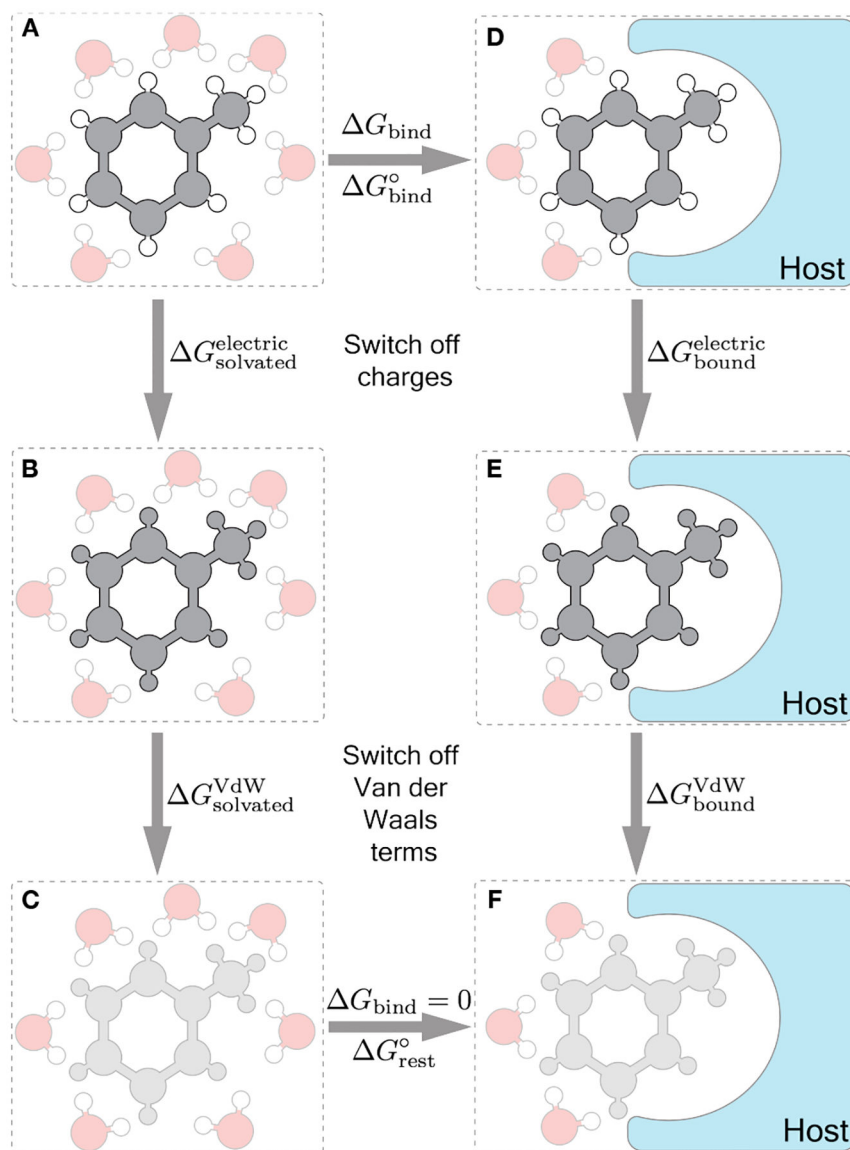 A
D
ΔG_bind
ΔG°_bind
Host
ΔG^electric_solvated
Switch off
charges
ΔG^electric_bound
B
E
Host
ΔG^VdW_solvated
Switch off
Van der
Waals
terms
ΔG^VdW_bound
C
F
ΔG_bind = 0
ΔG°_rest
Host